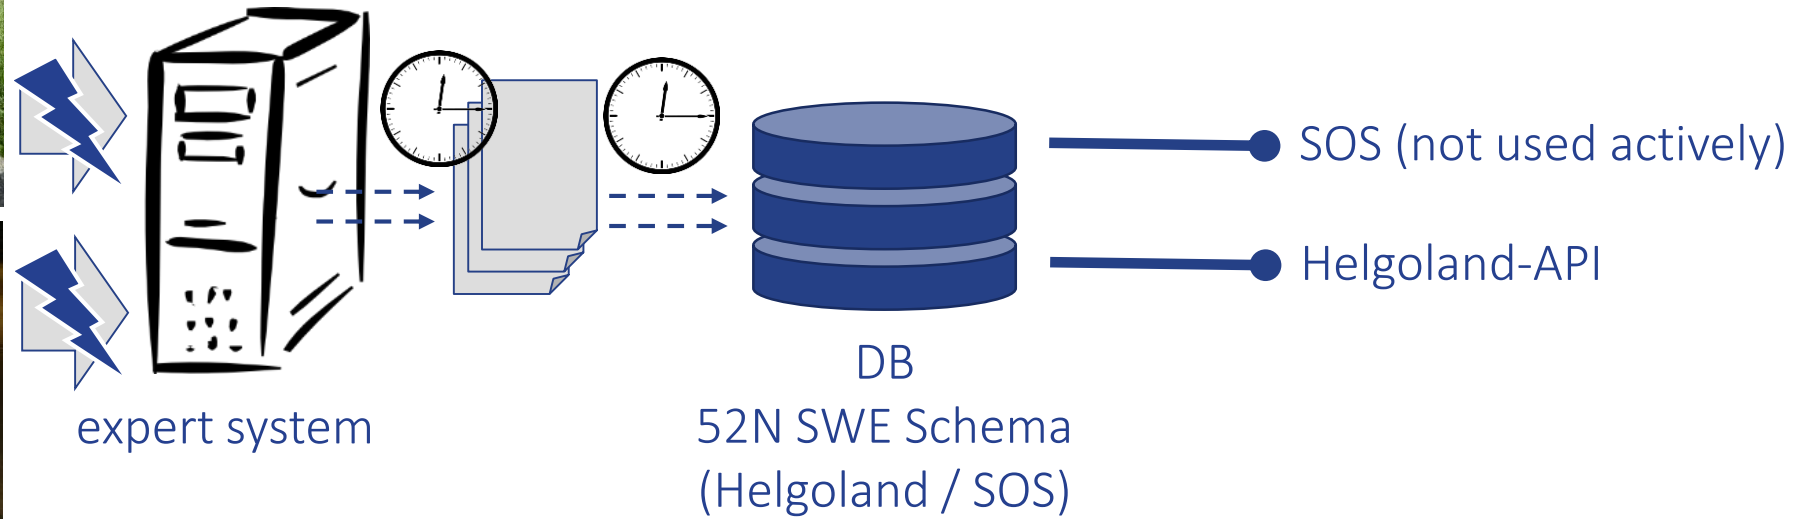 SOS (not used actively)
Helgoland-API
expert system
DB
52N SWE Schema
(Helgoland / SOS)